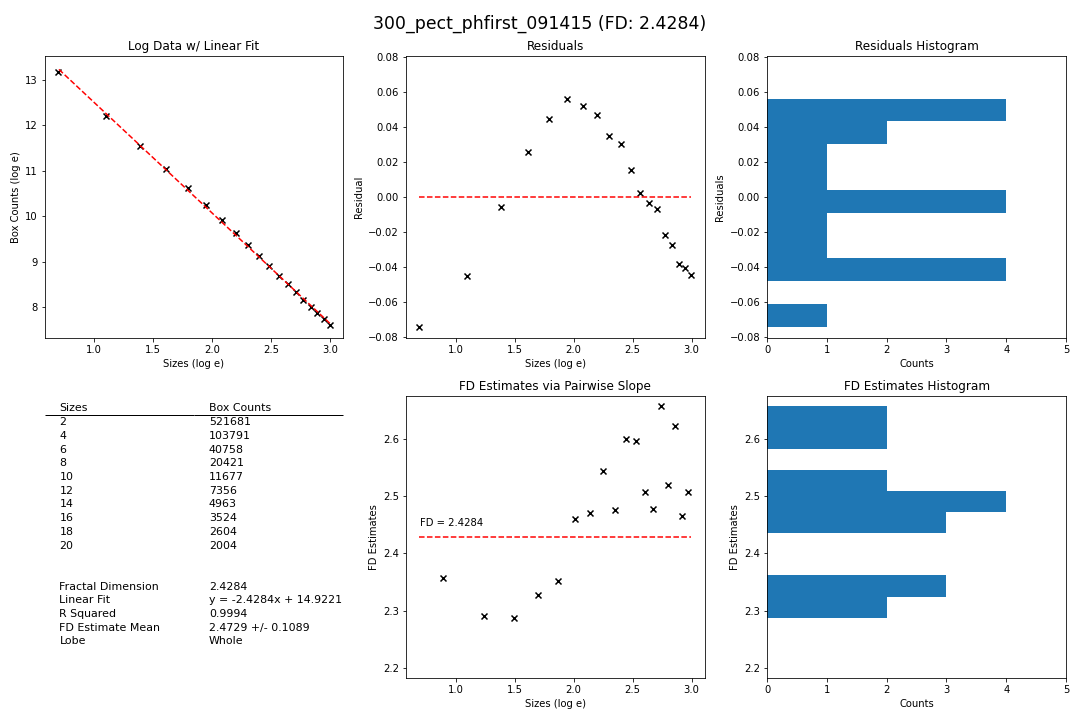 300_pect_phfirst_091415 (FD: 2.4284)
Log Data w/ Linear Fit
13
12
11
10
9
8
Box Counts (log e)
1.0 1.5 2.0 2.5 3.0
Sizes (log e)
Residuals
0.08
0.06
0.04
0.02
0.00
−0.02
−0.04
−0.06
−0.08
Residual
1.0 1.5 2.0 2.5 3.0
Sizes (log e)
Residuals Histogram
0.08
0.06
0.04
0.02
0.00
−0.02
−0.04
−0.06
−0.08
Residuals
0 1 2 3 4 5
Counts
Sizes Box Counts
2 521681
4 103791
6 40758
8 20421
10 11677
12 7356
14 4963
16 3524
18 2604
20 2004
Fractal Dimension 2.4284
Linear Fit y = -2.4284x + 14.9221
R Squared 0.9994
FD Estimate Mean 2.4729 +/- 0.1089
Lobe Whole
FD Estimates via Pairwise Slope
2.6
2.5
2.4
2.3
2.2
FD Estimates
FD = 2.4284
1.0 1.5 2.0 2.5 3.0
Sizes (log e)
FD Estimates Histogram
2.6
2.5
2.4
2.3
2.2
FD Estimates
0 1 2 3 4 5
Counts